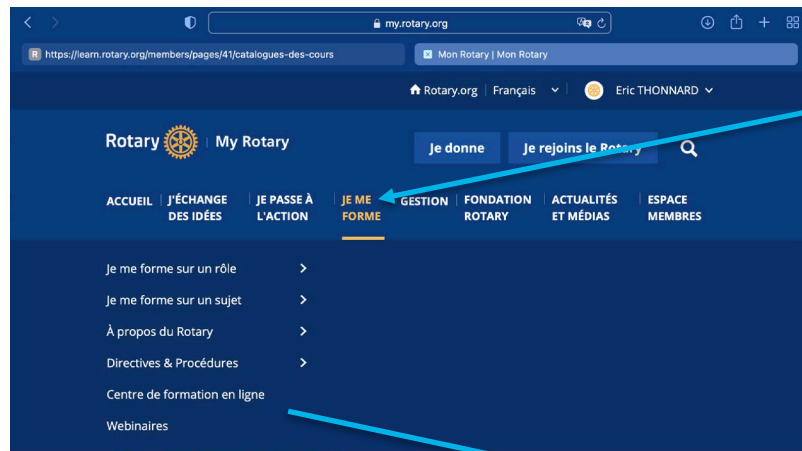 my.rotary.org
R https://learn.rotary.org/members/pages/41/catalogues-des-cours
Mon Rotary | Mon Rotary
Rotary.org | Français
Eric THONNARD
Rotary | My Rotary
Je donne
Je rejoins le Rotary
ACCUEIL
J'ÉCHANGE
DES IDÉES
JE PASSE À
L'ACTION
JE ME
FORME
GESTION
FONDATION
ROTARY
ACTUALITÉS
ET MÉDIAS
ESPACE
MEMBRES
Je me forme sur un rôle
Je me forme sur un sujet
À propos du Rotary
Directives & Procédures
Centre de formation en ligne
Webinaires